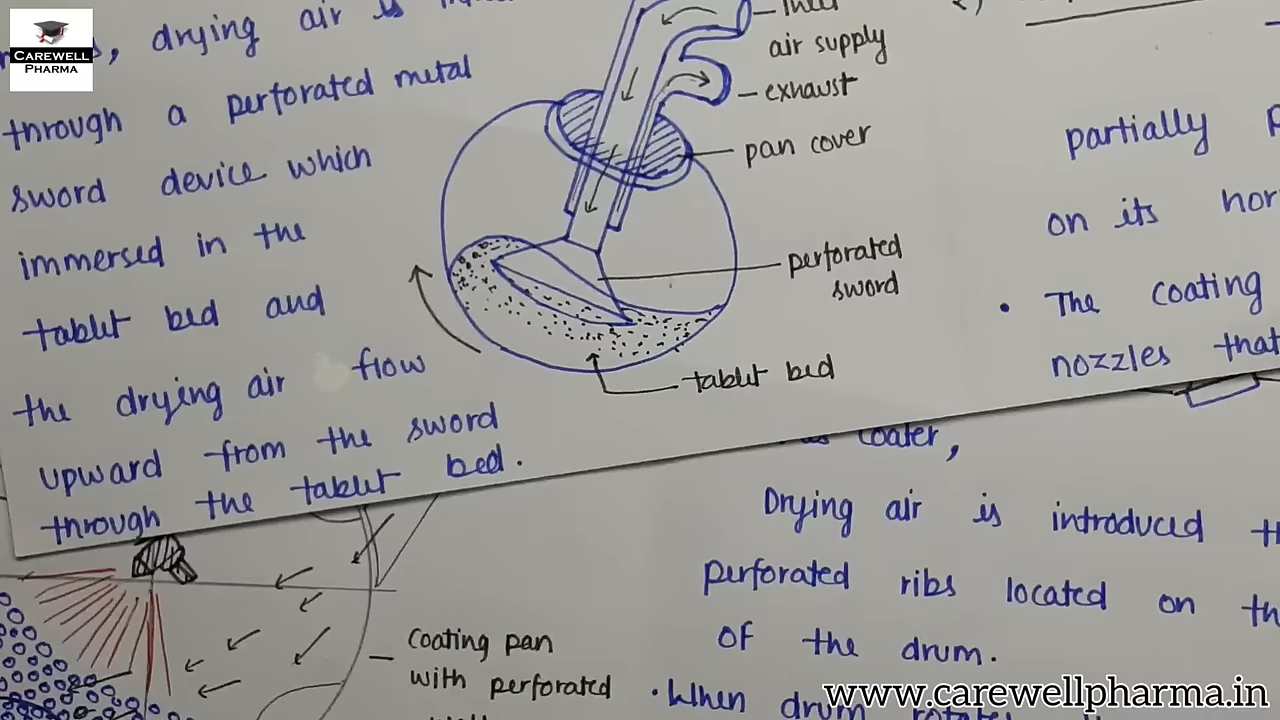 CAREWELL
PHARMA
drying air is
through a perforated metal
sword device which
immersed in the
tablet bed and
the drying air flow
upward from the sword
through the tablet bed.
air supply
exhaust
pan cover
perforated
sword
tablet bed
partially
on its
The coating
nozzles that
coater,
Drying air is introduced
perforated ribs located on
of the drum.
Coating pan
with perforated
• When drum
www.carewellpharma.in